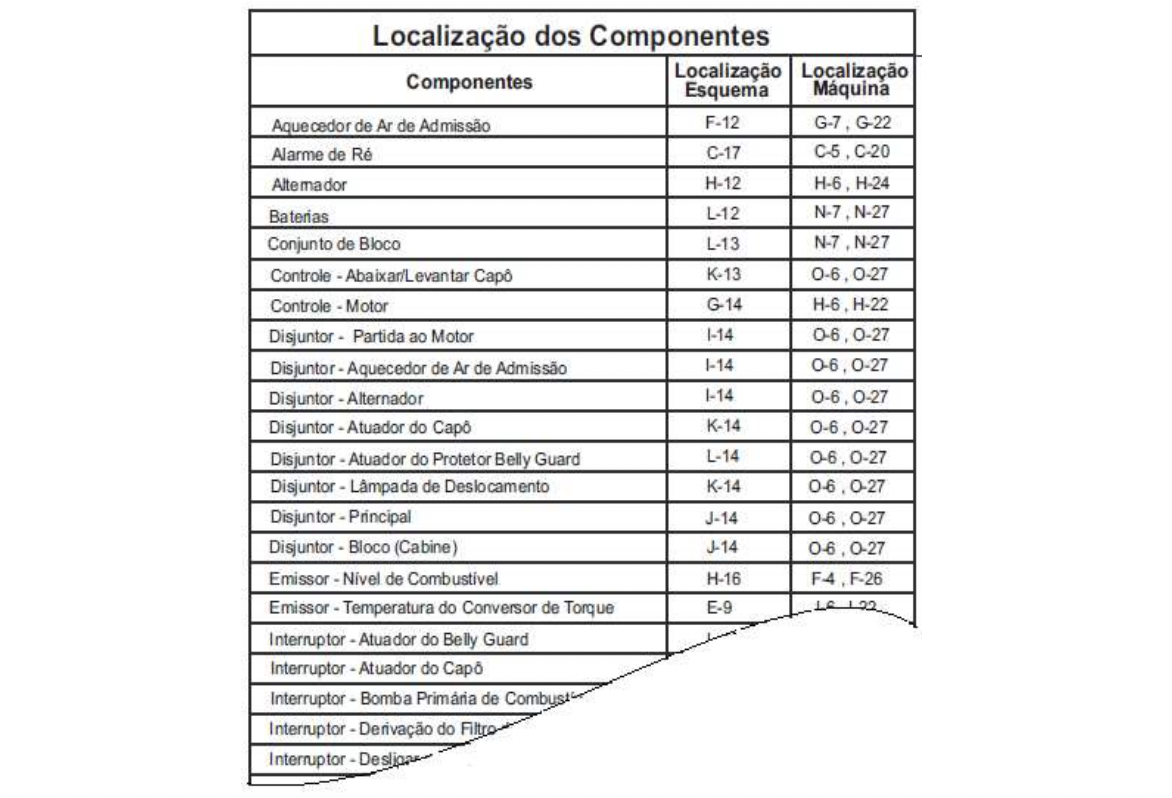 Localização dos Componentes
Componentes Localização Esquema Localização Máquina
Aquecedor de Ar de Admissão F-12 G-7 , G-22
Alarme de Ré C-17 C-5 , C-20
Alternador H-12 H-6 , H-24
Baterias L-12 N-7 , N-27
Conjunto de Bloco L-13 N-7 , N-27
Controle - Abaixar/Levantar Capô K-13 O-6 , O-27
Controle - Motor G-14 H-6 , H-22
Disjuntor - Partida ao Motor I-14 O-6 , O-27
Disjuntor - Aquecedor de Ar de Admissão I-14 O-6 , O-27
Disjuntor - Alternador I-14 O-6 , O-27
Disjuntor - Atuador do Capô K-14 O-6 , O-27
Disjuntor - Atuador do Protetor Belly Guard L-14 O-6 , O-27
Disjuntor - Lâmpada de Deslocamento K-14 O-6 , O-27
Disjuntor - Principal J-14 O-6 , O-27
Disjuntor - Bloco (Cabine) J-14 O-6 , O-27
Emissor - Nível de Combustível H-16 F-4 , F-26
Emissor - Temperatura do Conversor de Torque E-9
Interruptor - Atuador do Belly Guard
Interruptor - Atuador do Capô
Interruptor - Bomba Primária de
Interruptor - Derivação do Filtro
Interruptor -